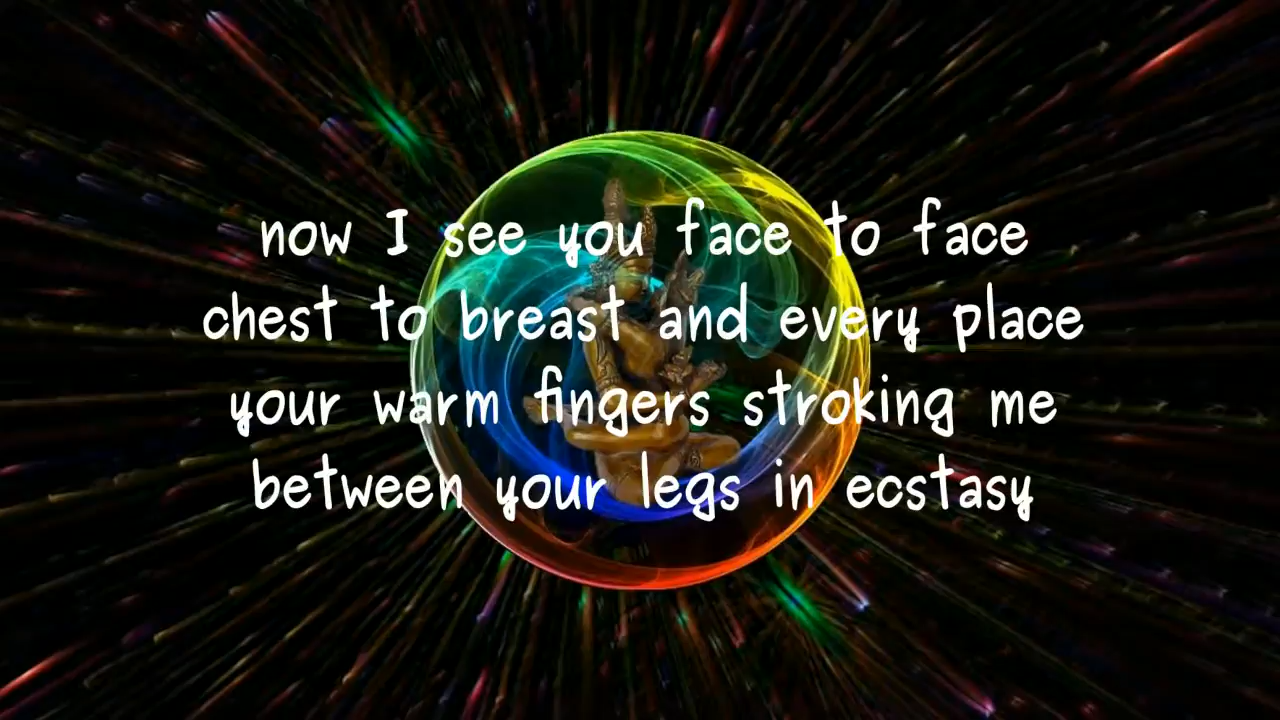 now I see you face to face
chest to breast and every place
your warm fingers stroking me
between your legs in ecstasy